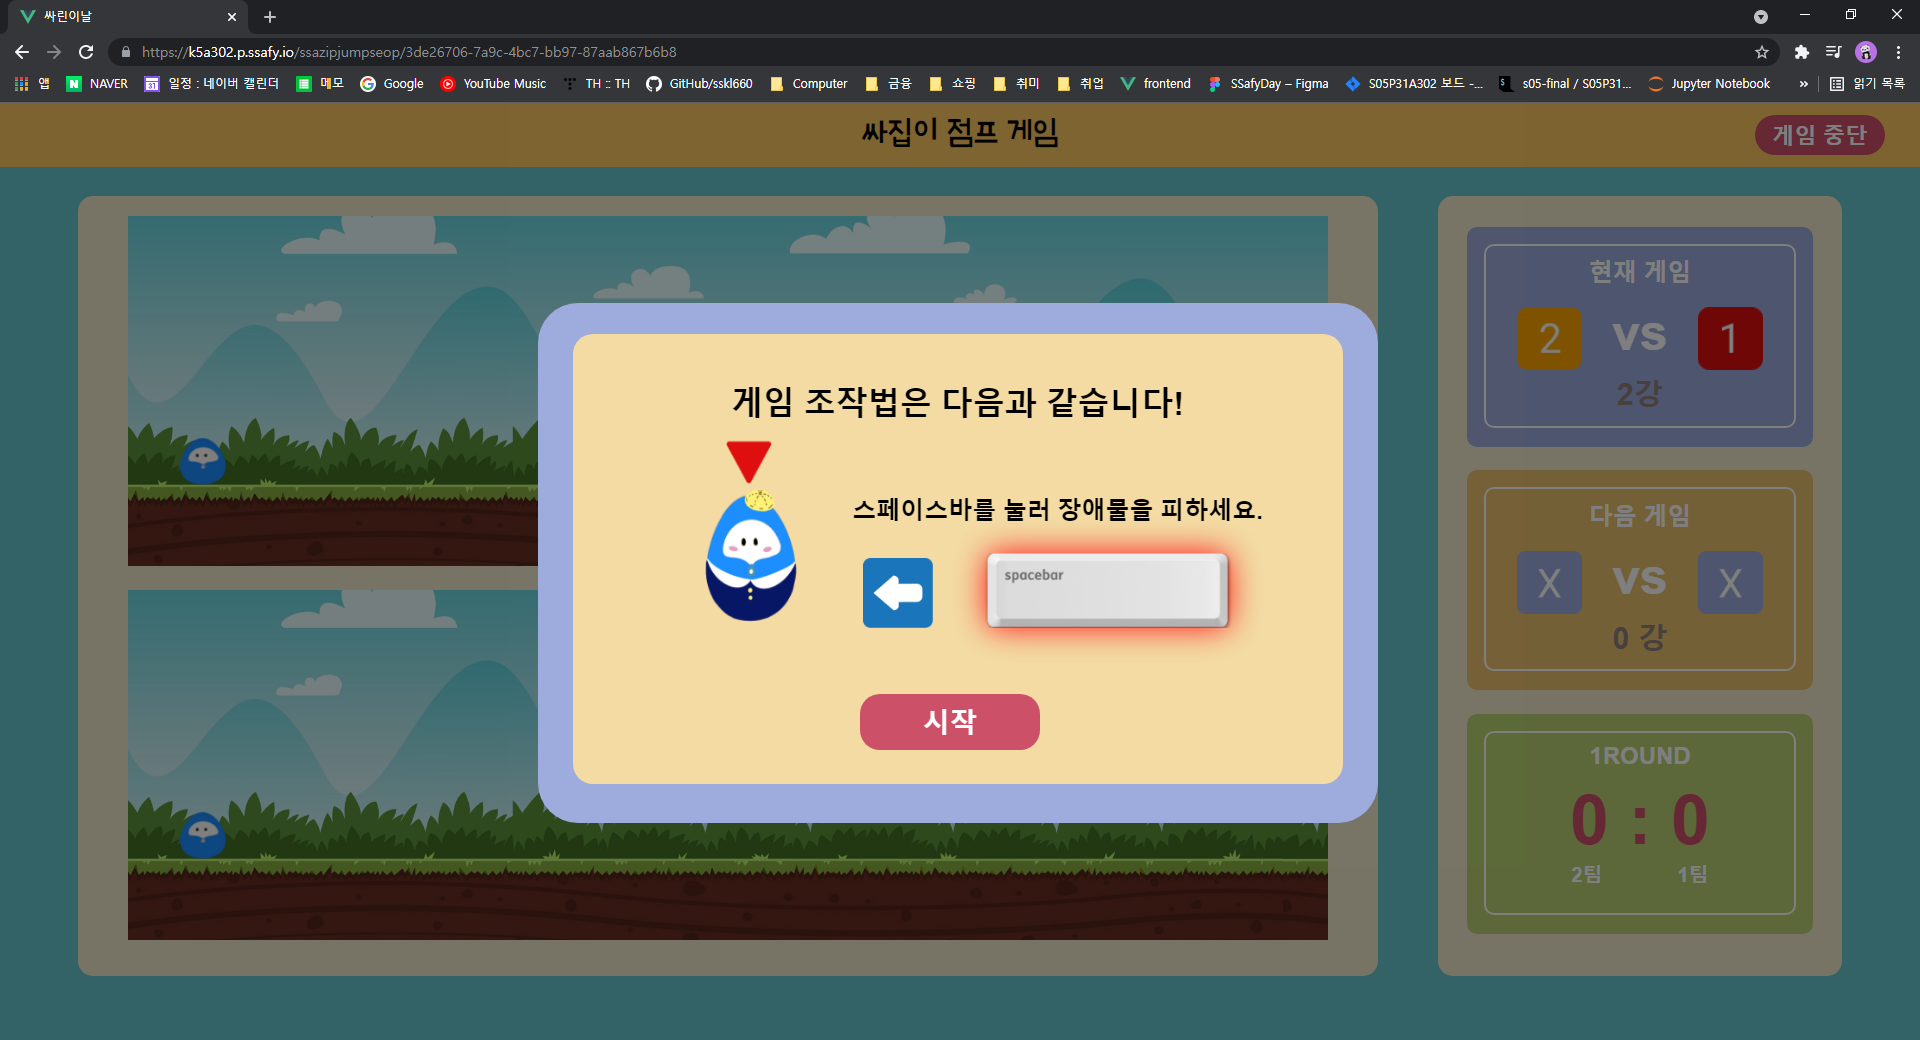 싸린이날
https://k5a302.p.ssafy.io/ssazipjumpseop/3de26706-7a9c-4bc7-bb97-87aab867b6b8
앱 NAVER 일정 : 네이버 캘린더 메모 Google YouTube Music TH :: TH GitHub/sskl660 Computer 금융 쇼핑 취미 취업 frontend SSafyDay – Figma S05P31A302 보드 -... s05-final / S05P31... Jupyter Notebook » 읽기 목록
싸집이 점프 게임
게임 중단
게임 조작법은 다음과 같습니다!
스페이스바를 눌러 장애물을 피하세요.
spacebar
시작
현재 게임
2 VS 1
2강
다음 게임
X VS X
0 강
1ROUND
0 : 0
2팀 1팀